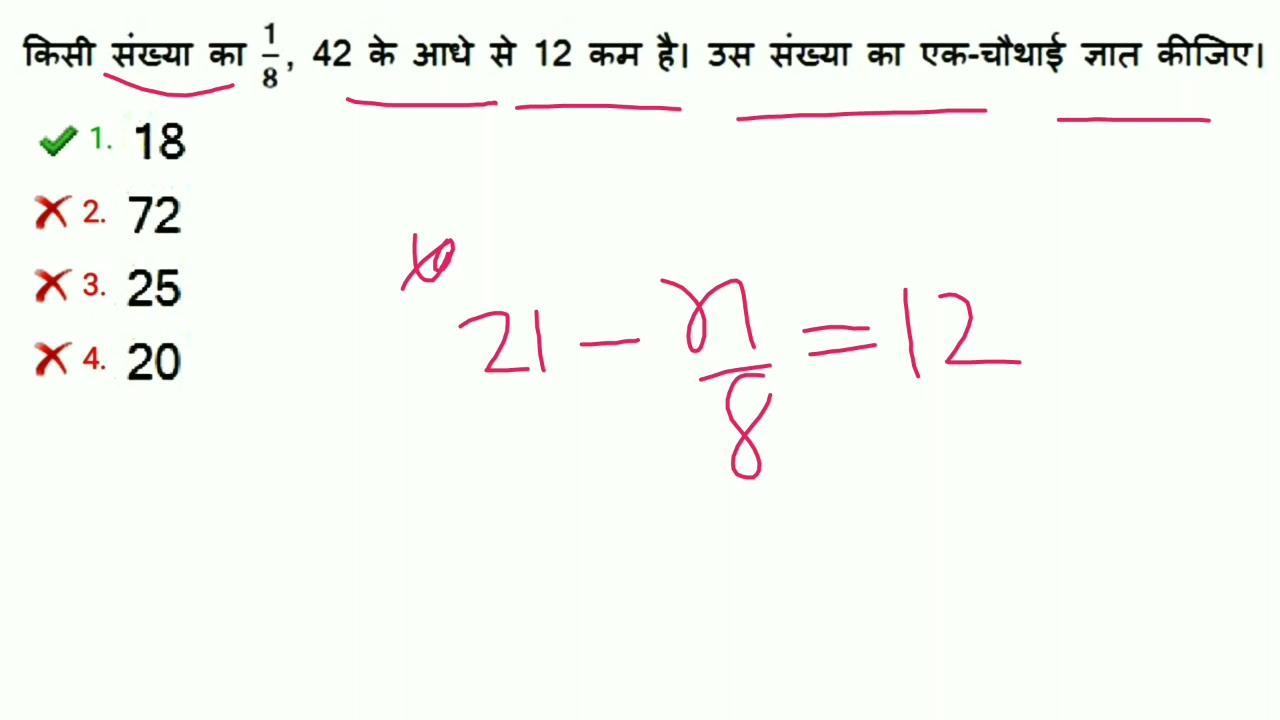 किसी संख्या का 1/8, 42 के आधे से 12 कम है। उस संख्या का एक-चौथाई ज्ञात कीजिए।
1. 18
2. 72
3. 25
4. 20
21 - x/8 = 12